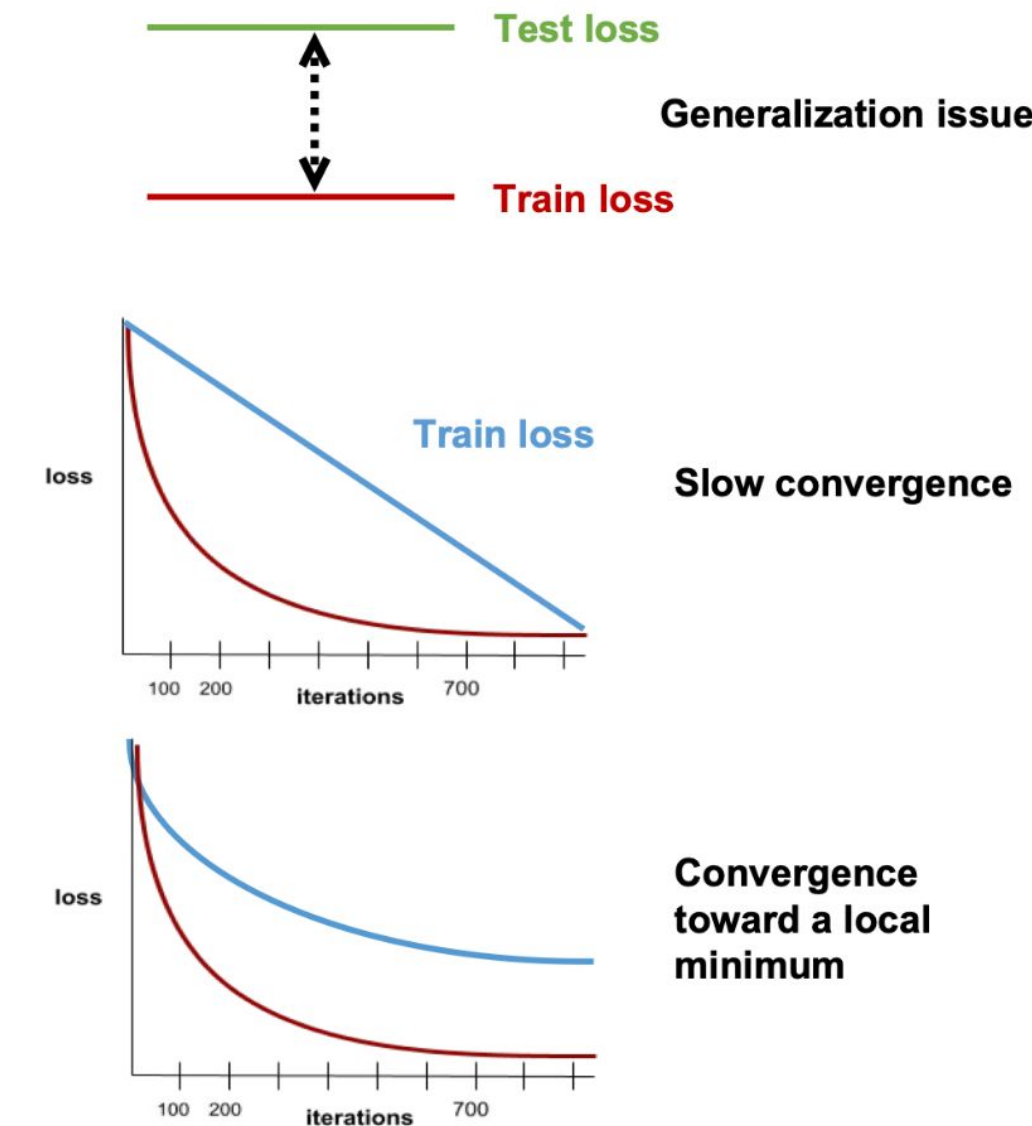 Test loss
Generalization issue
Train loss
Train loss
loss
Slow convergence
100 200 700
iterations
loss
Convergence
toward a local
minimum
100 200 700
iterations